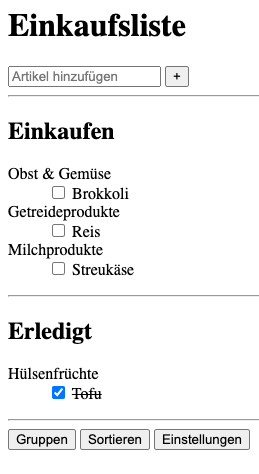 Einkaufsliste
Artikel hinzufügen +
Einkaufen
Obst & Gemüse
Brokkoli
Getreideprodukte
Reis
Milchprodukte
Streukäse
Erledigt
Hülsenfrüchte
Tofu
Gruppen Sortieren Einstellungen